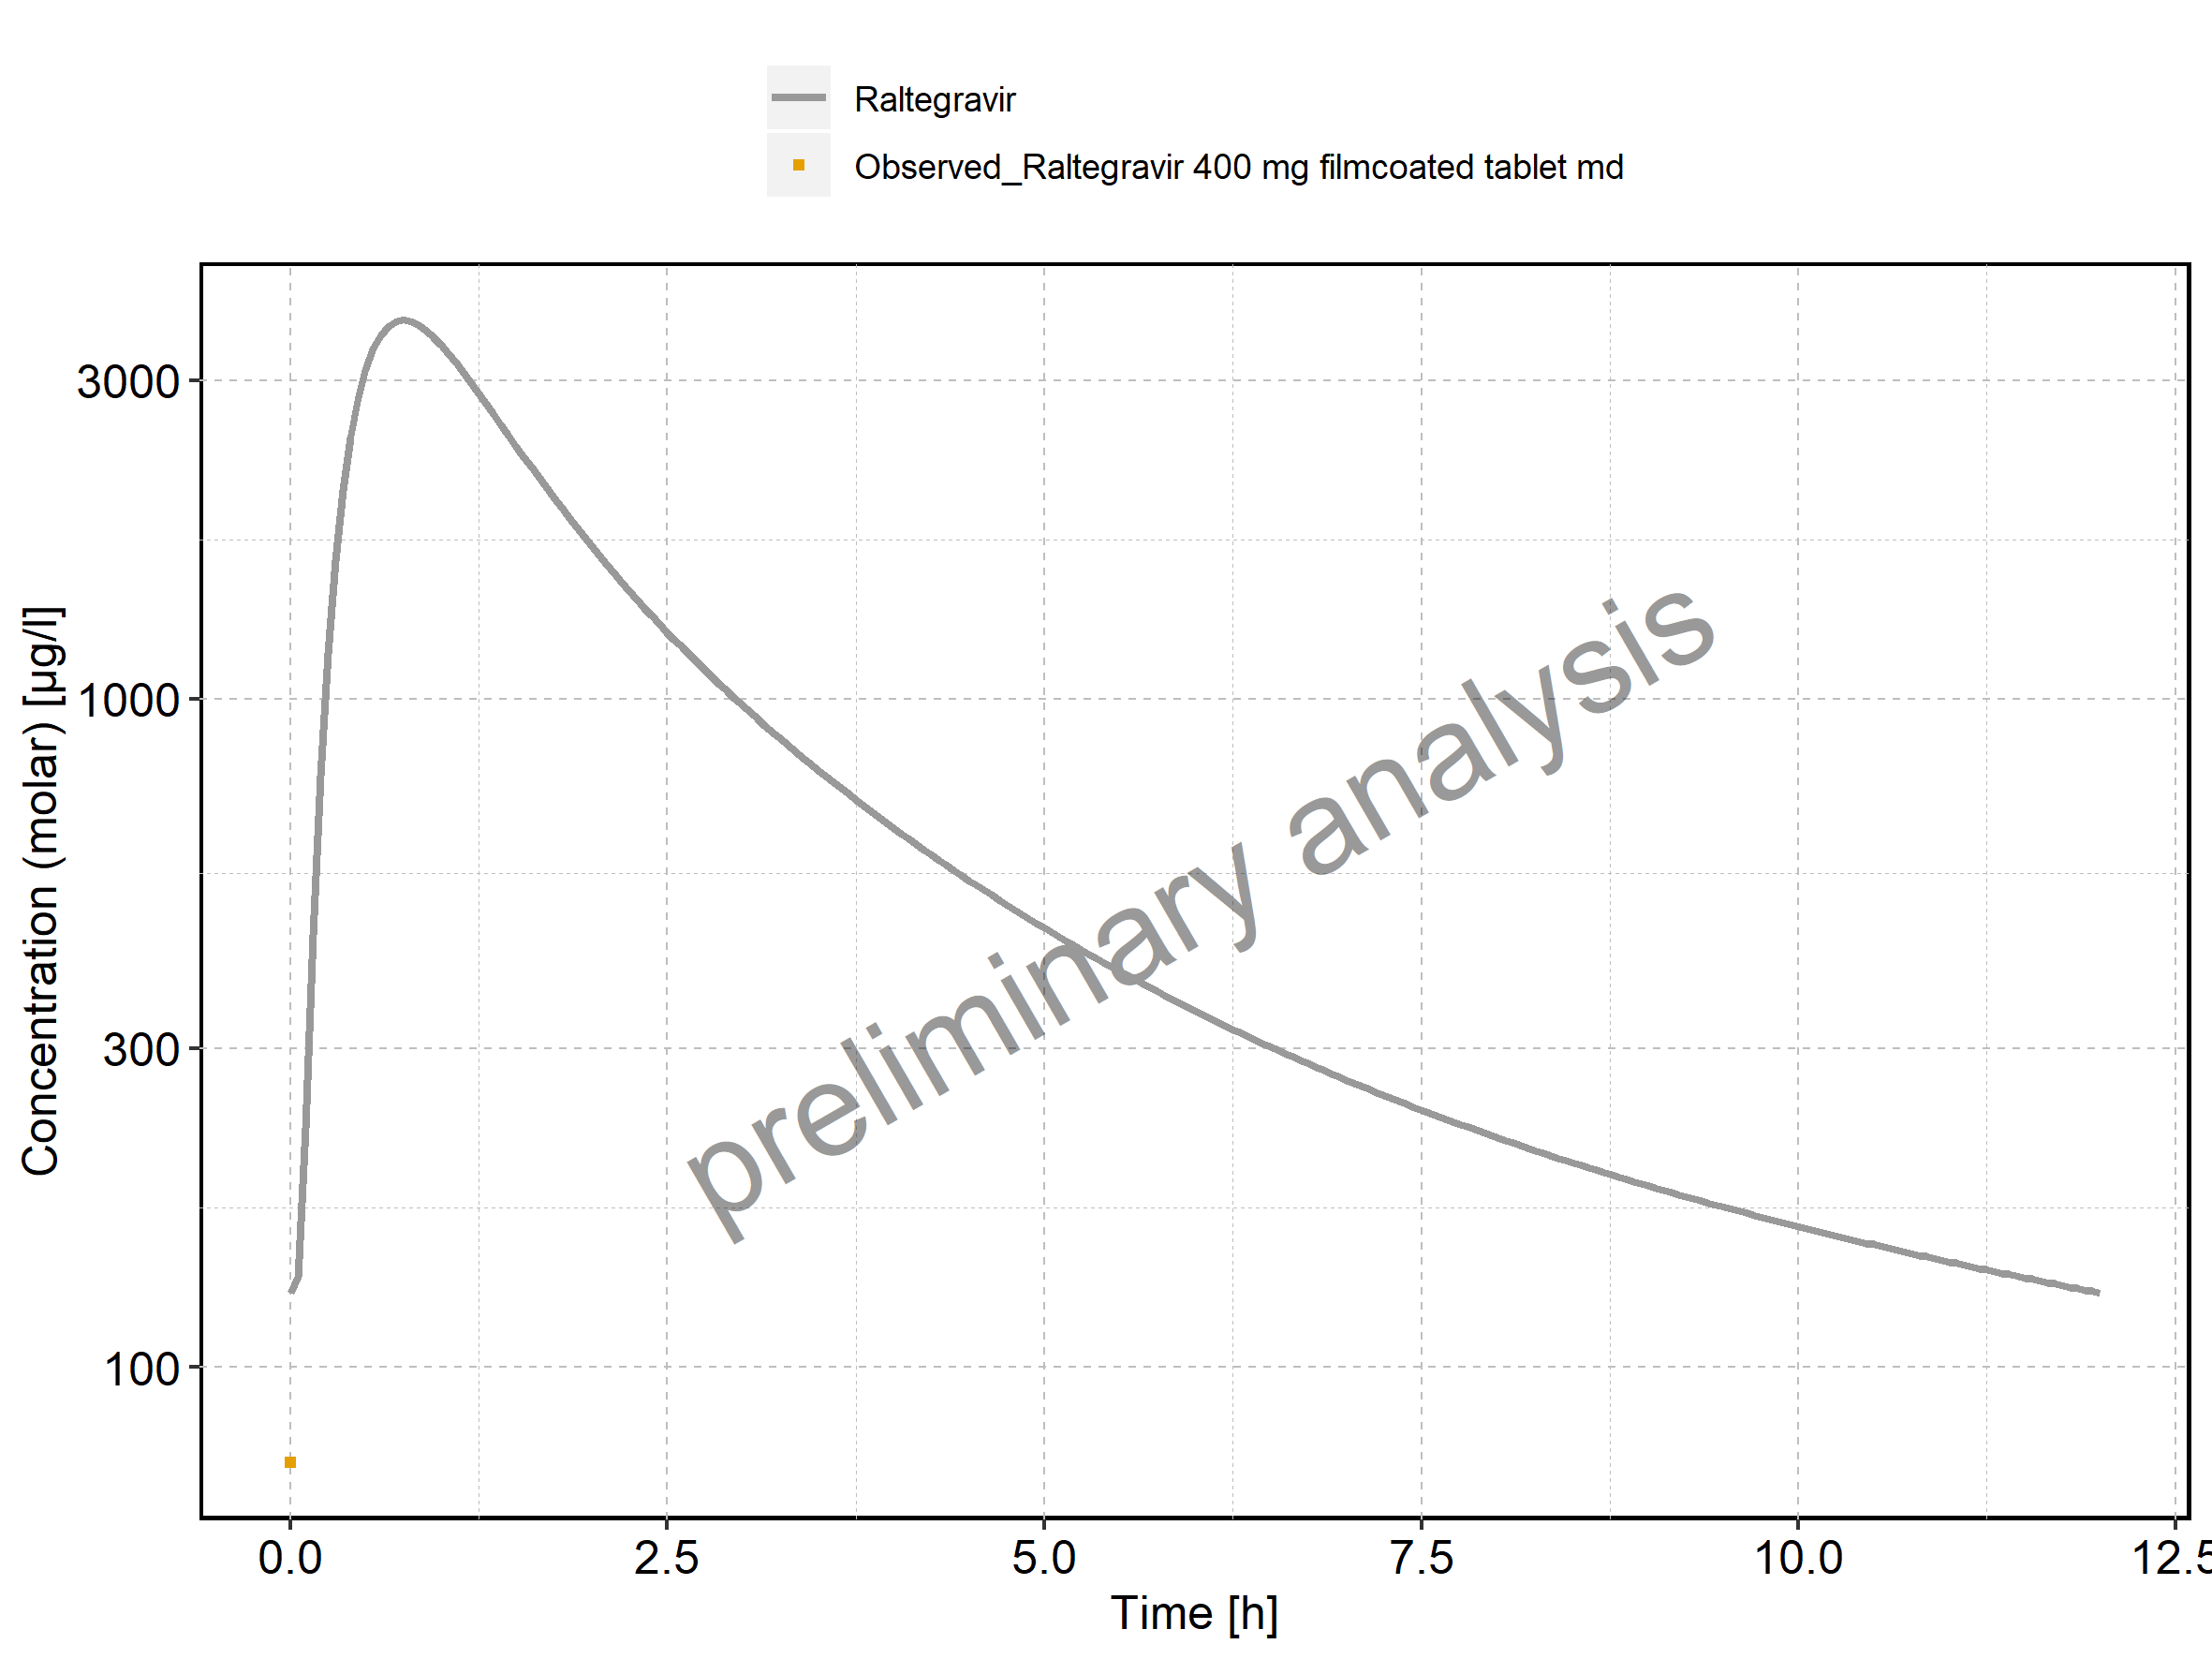 Raltegravir
Observed_Raltegravir 400 mg filmcoated tablet md
3000
1000
300
100
Concentration (molar) [µg/l]
preliminary analysis
0.0 2.5 5.0 7.5 10.0 12.5
Time [h]